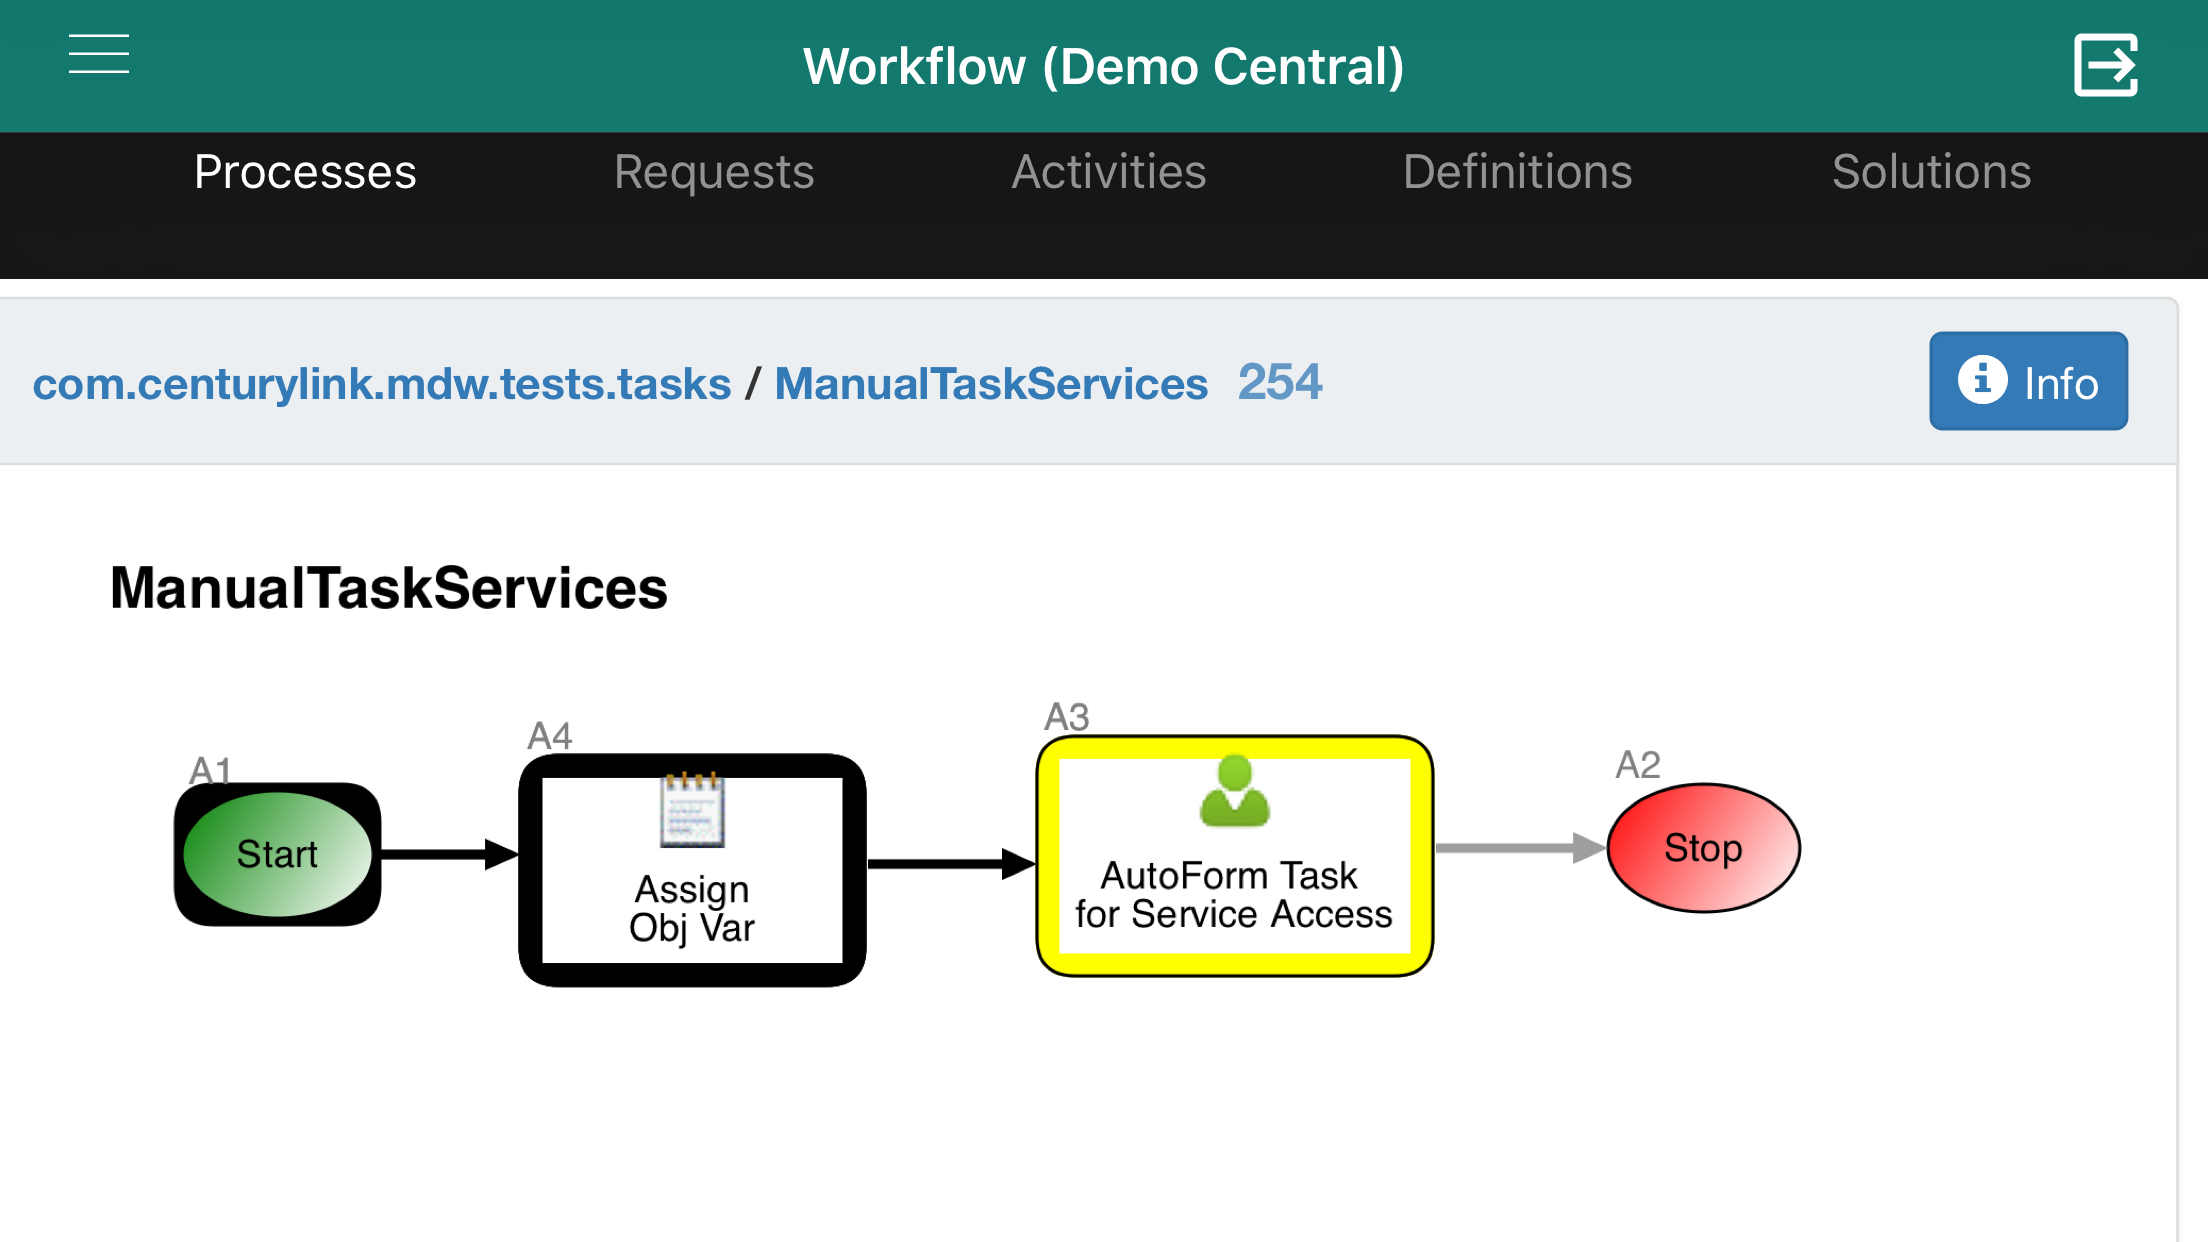 Workflow (Demo Central)
Processes Requests Activities Definitions Solutions
com.centurylink.mdw.tests.tasks / ManualTaskServices 254
Info
ManualTaskServices
A1
Start
A4
Assign
Obj Var
A3
AutoForm Task
for Service Access
A2
Stop